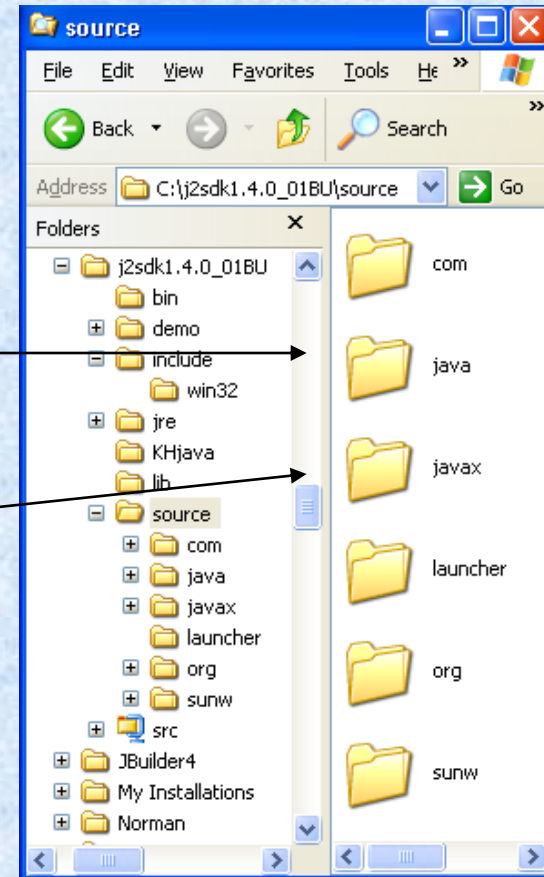 source
File Edit View Favorites Tools He »
Back Search »
Address C:\j2sdk1.4.0_01BU\source Go
Folders x
j2sdk1.4.0_01BU
bin
demo
include
win32
jre
KHjava
lib
source
com
java
javax
launcher
org
sunw
src
JBuilder4
My Installations
Norman
com
java
javax
launcher
org
sunw